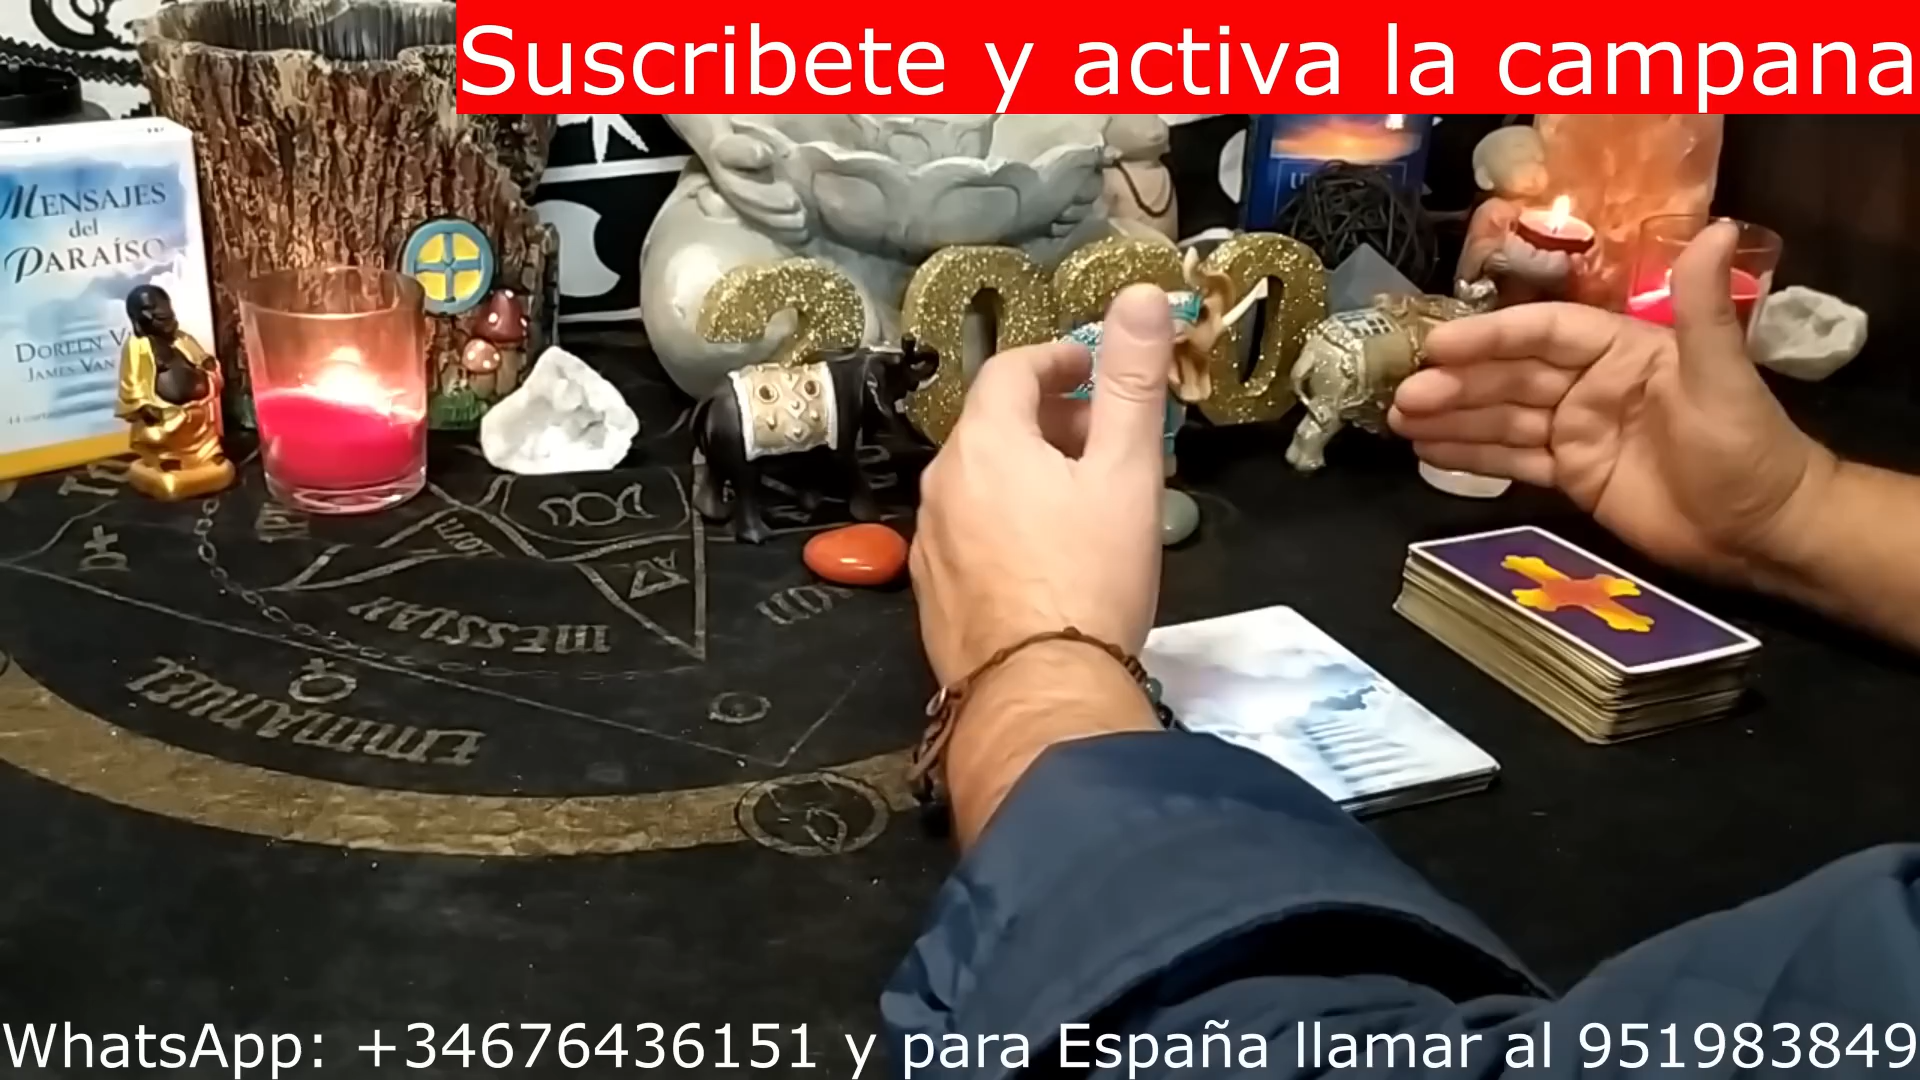 Suscribete y activa la campana
MENSAJES
del
PARAÍSO
DOREEN
JAMES VAN
44
2020
MESSIAH
EMMANUEL
WhatsApp: +34676436151 y para España llamar al 951983849